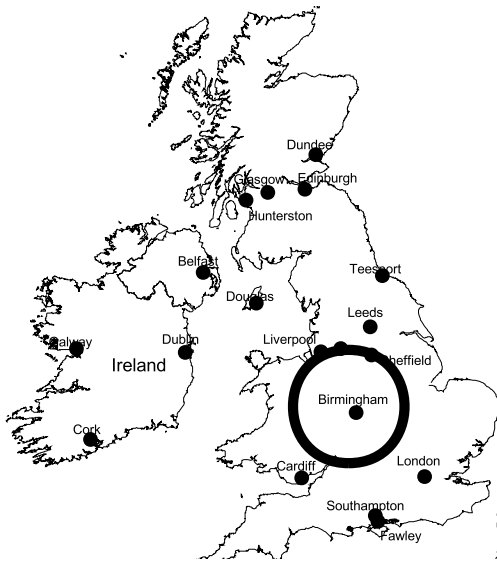 Dundee
Glasgow
Edinburgh
Hunterston
Belfast
Teesport
Douglas
Leeds
Galway
Dublin
Liverpool
Sheffield
Ireland
Birmingham
Cork
Cardiff
London
Southampton
Fawley